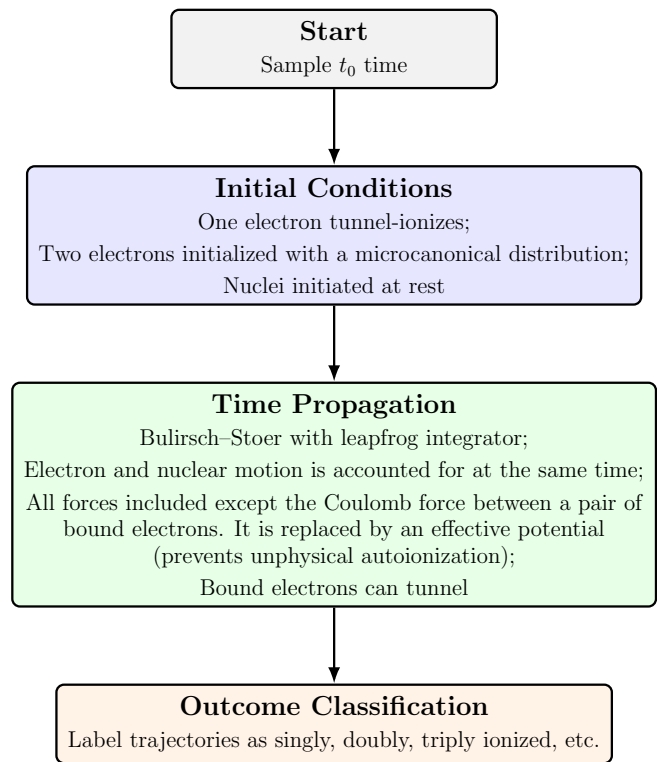 Start
Sample t₀ time
Initial Conditions
One electron tunnel-ionizes;
Two electrons initialized with a microcanonical distribution;
Nuclei initiated at rest
Time Propagation
Bulirsch–Stoer with leapfrog integrator;
Electron and nuclear motion is accounted for at the same time;
All forces included except the Coulomb force between a pair of
bound electrons. It is replaced by an effective potential
(prevents unphysical autoionization);
Bound electrons can tunnel
Outcome Classification
Label trajectories as singly, doubly, triply ionized, etc.